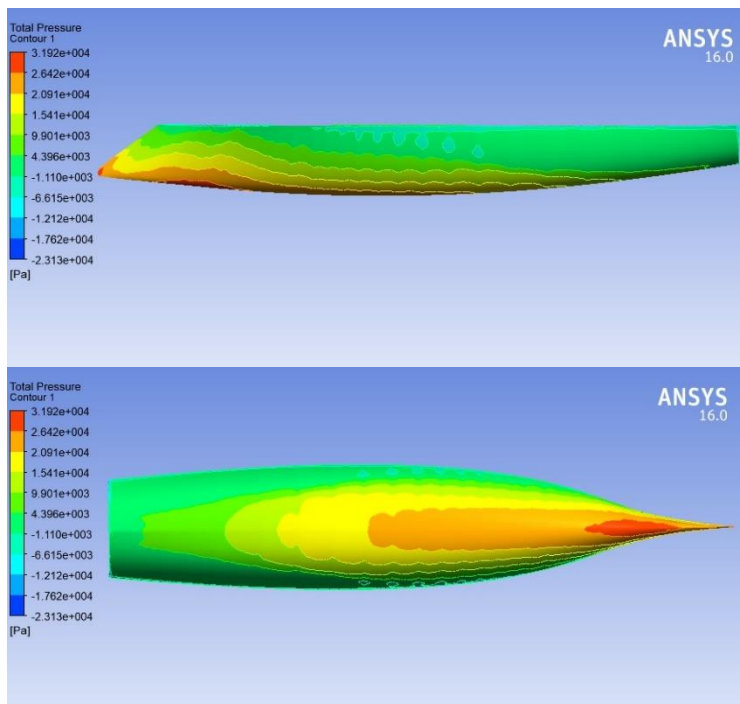 Total Pressure
Contour 1
3.192e+004
2.642e+004
2.091e+004
1.541e+004
9.901e+003
4.396e+003
-1.110e+003
-6.615e+003
-1.212e+004
-1.762e+004
-2.313e+004
[Pa]
ANSYS
16.0
Total Pressure
Contour 1
3.192e+004
2.642e+004
2.091e+004
1.541e+004
9.901e+003
4.396e+003
-1.110e+003
-6.615e+003
-1.212e+004
-1.762e+004
-2.313e+004
[Pa]
ANSYS
16.0